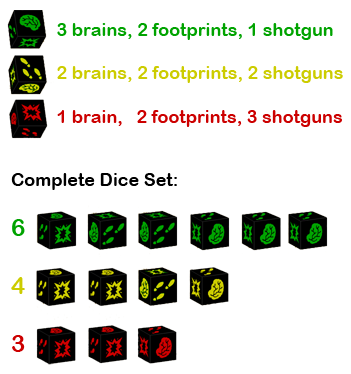 3 brains, 2 footprints, 1 shotgun
2 brains, 2 footprints, 2 shotguns
1 brain, 2 footprints, 3 shotguns
Complete Dice Set:
6
4
3